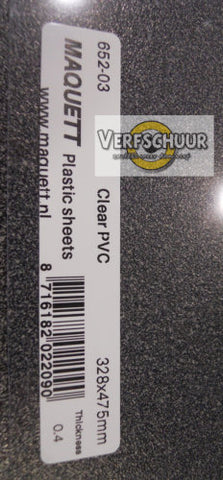 652-03 Clear PVC 328x475mm
MAQUETT Plastic sheets
www.maquett.nl
8 716182 022090
Thickness 0.4
VERFSCHUUR